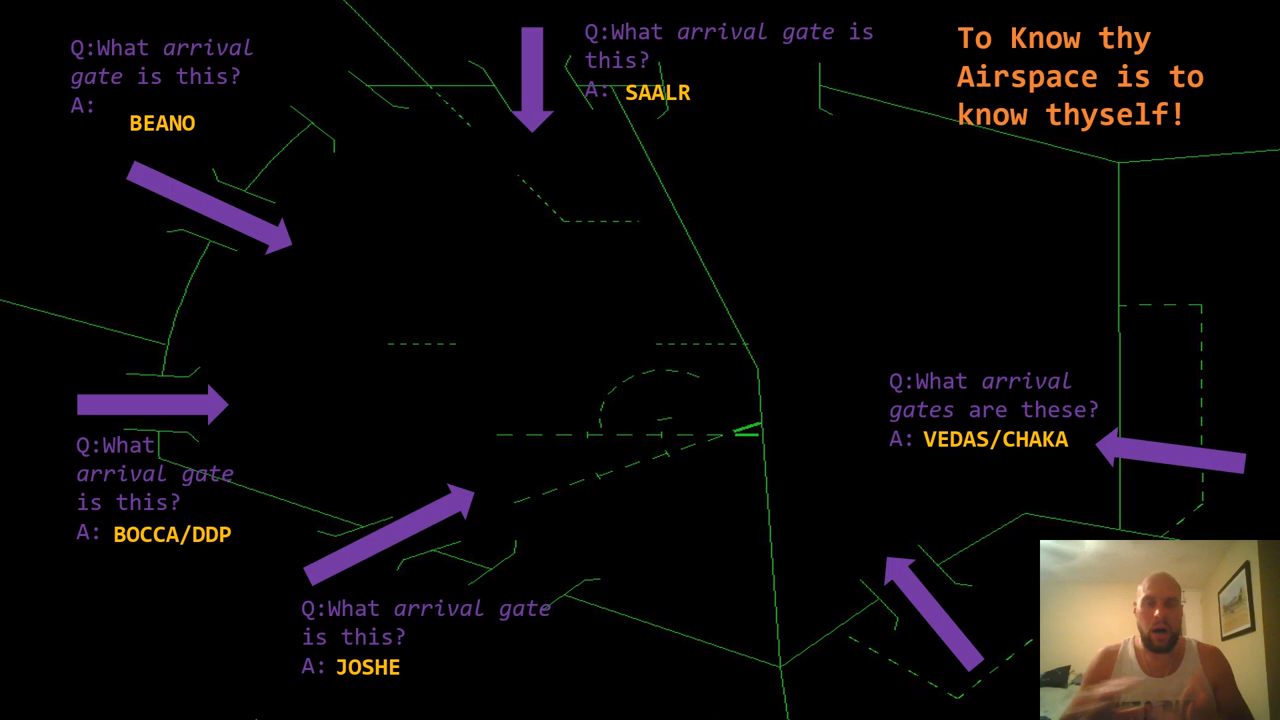 Q:What arrival
gate is this?
A:
BEANO
Q:What arrival gate is
this?
A: SAALR
To Know thy
Airspace is to
know thyself!
Q:What arrival
gates are these?
A: VEDAS/CHAKA
Q:What
arrival gate
is this?
A: BOCCA/DDP
Q:What arrival gate
is this?
A: JOSHE